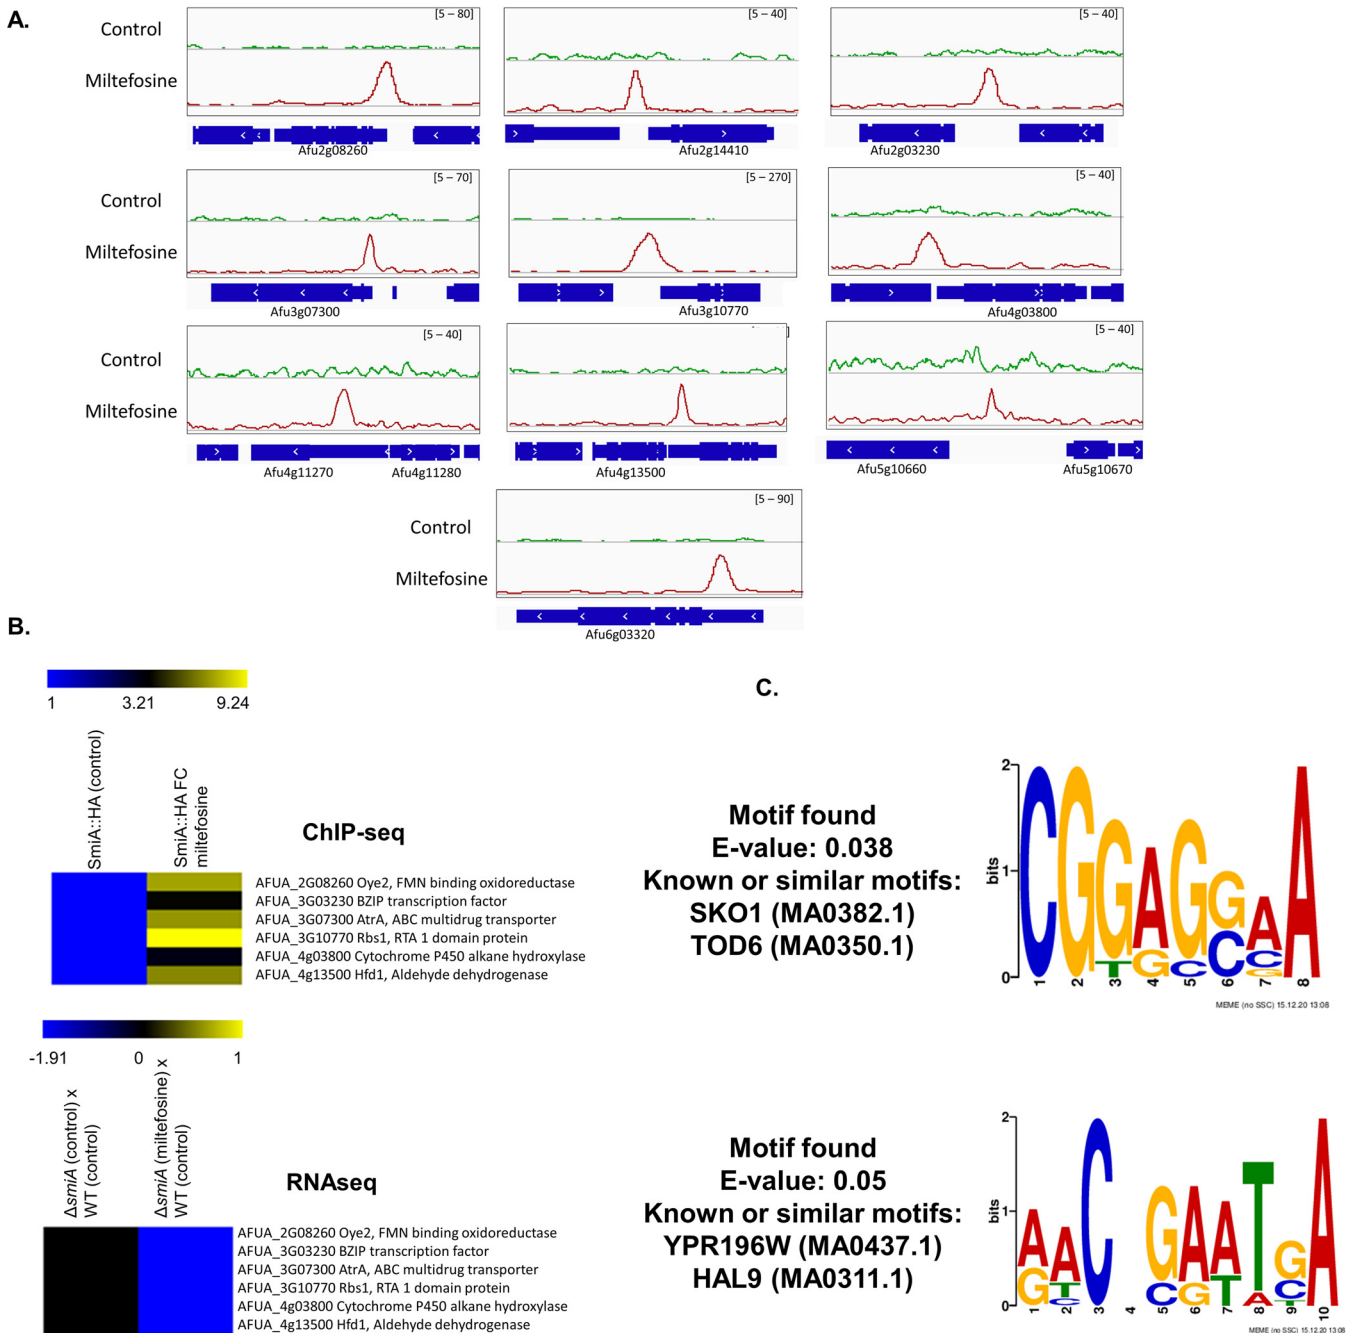 A.
Control
Miltefosine
[5 – 80]
[5 – 40]
[5 – 40]
Afu2g08260
Afu2g14410
Afu2g03230
Control
Miltefosine
[5 – 70]
[5 – 270]
[5 – 40]
Afu3g07300
Afu3g10770
Afu4g03800
Control
Miltefosine
[5 – 40]
[5 – 40]
Afu4g11270
Afu4g11280
Afu4g13500
Afu5g10660
Afu5g10670
Control
Miltefosine
[5 – 90]
Afu6g03320
B.
1 3.21 9.24
SmiA::HA (control)
SmiA::HA FC
miltefosine
ChIP-seq
AFUA_2G08260 Oye2, FMN binding oxidoreductase
AFUA_3G03230 BZIP transcription factor
AFUA_3G07300 AtrA, ABC multidrug transporter
AFUA_3G10770 Rbs1, RTA 1 domain protein
AFUA_4g03800 Cytochrome P450 alkane hydroxylase
AFUA_4g13500 Hfd1, Aldehyde dehydrogenase
-1.91 0 1
ΔsmiA (control) x
WT (control)
ΔsmiA (miltefosine) x
WT (control)
RNAseq
AFUA_2G08260 Oye2, FMN binding oxidoreductase
AFUA_3G03230 BZIP transcription factor
AFUA_3G07300 AtrA, ABC multidrug transporter
AFUA_3G10770 Rbs1, RTA 1 domain protein
AFUA_4g03800 Cytochrome P450 alkane hydroxylase
AFUA_4g13500 Hfd1, Aldehyde dehydrogenase
C.
Motif found
E-value: 0.038
Known or similar motifs:
SKO1 (MA0382.1)
TOD6 (MA0350.1)
2
bits
1
0
CGGAGGAA
TGCCC
G
1 2 3 4 5 6 7 8
MEME (no SSC) 15.12.20 13:08
Motif found
E-value: 0.05
Known or similar motifs:
YPR196W (MA0437.1)
HAL9 (MA0311.1)
2
bits
1
0
AACGAATGA
GTCGTAC
CT
1 2 3 4 5 6 7 8 9 10
MEME (no SSC) 15.12.20 13:08